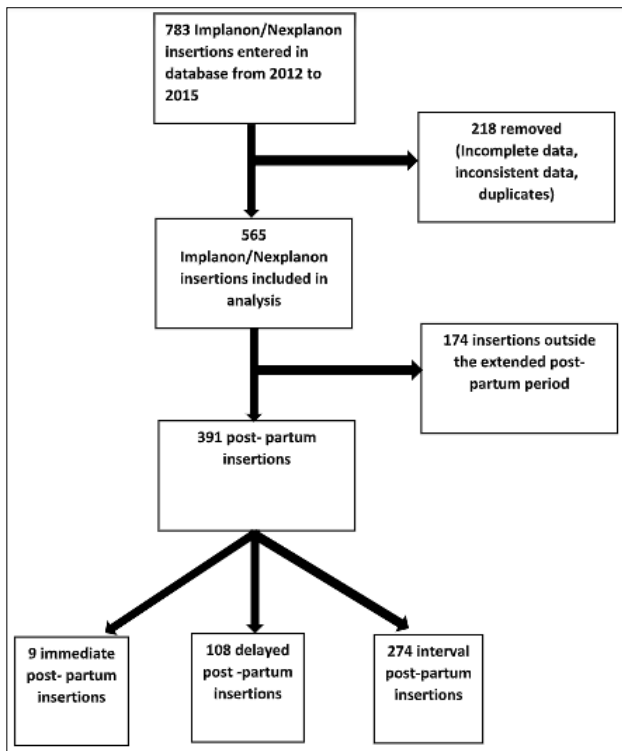 783 Implanon/Nexplanon
insertions entered in
database from 2012 to
2015
218 removed
(Incomplete data,
inconsistent data,
duplicates)
565
Implanon/Nexplanon
insertions included in
analysis
174 insertions outside
the extended post-
partum period
391 post- partum
insertions
9 immediate
post- partum
insertions
108 delayed
post -partum
insertions
274 interval
post-partum
insertions